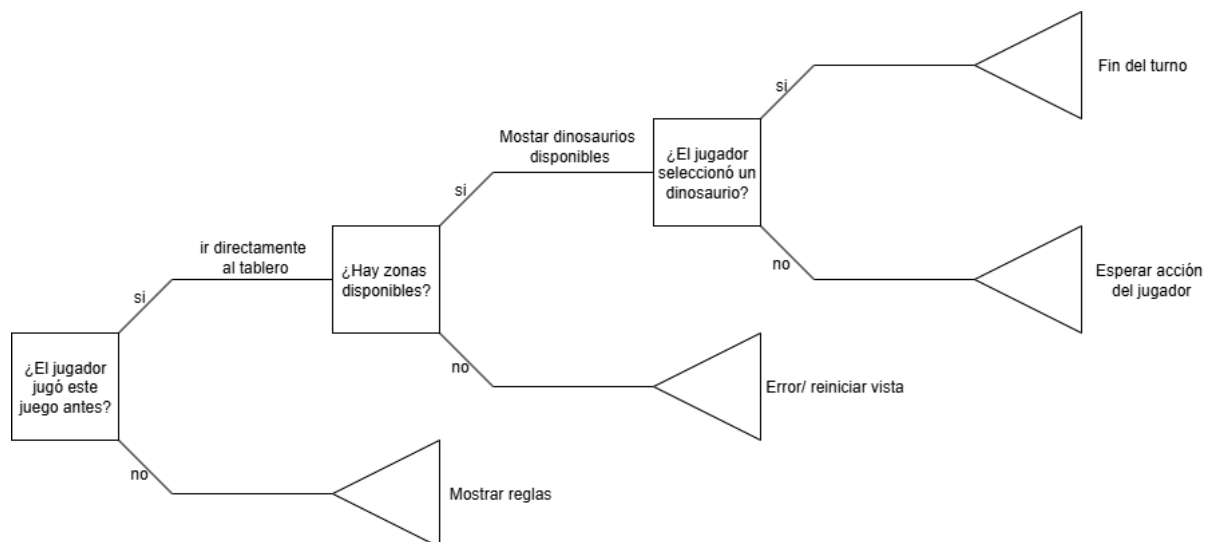 si
Fin del turno
Mostar dinosaurios
disponibles
¿El jugador
seleccionó un
dinosaurio?
si
no
Esperar acción
del jugador
ir directamente
al tablero
¿Hay zonas
disponibles?
si
no
Error/ reiniciar vista
¿El jugador
jugó este
juego antes?
no
Mostrar reglas